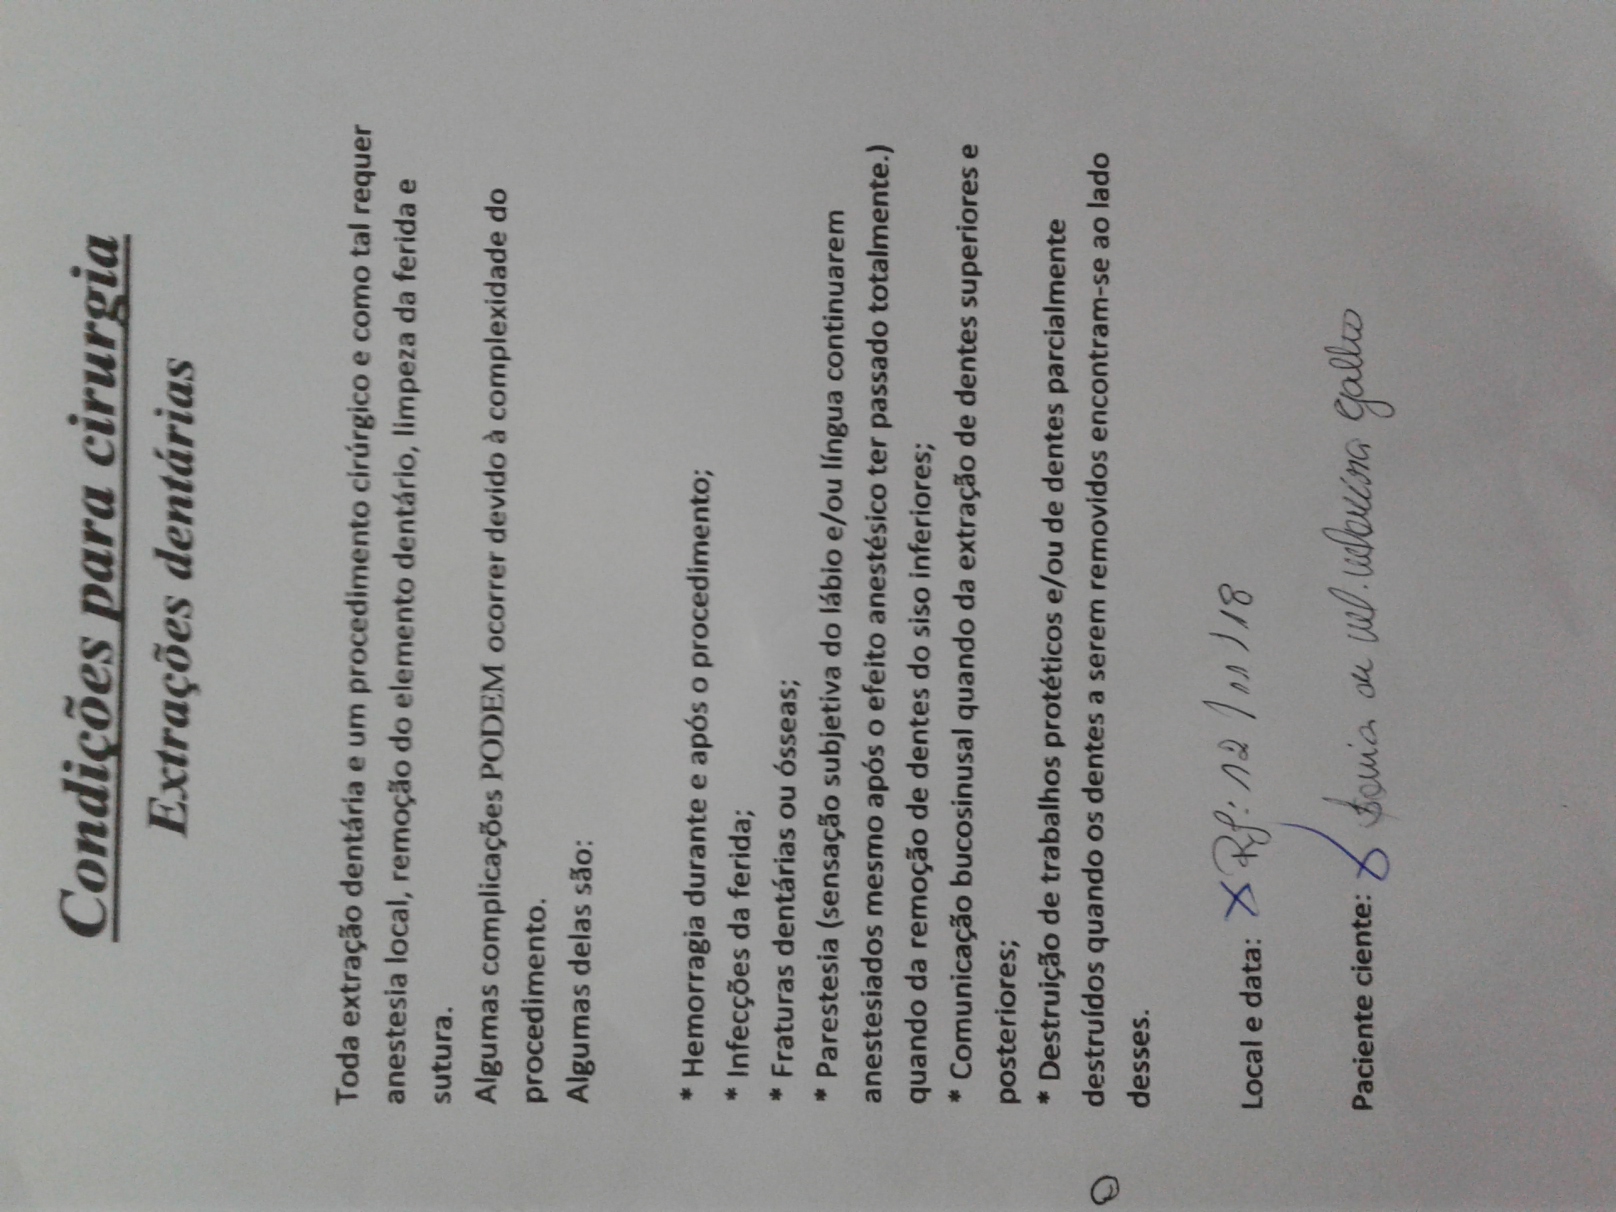 Condições para cirurgia
Extrações dentárias
Toda extração dentária e um procedimento cirúrgico e como tal requer
anestesia local, remoção do elemento dentário, limpeza da ferida e
sutura.
Algumas complicações PODEM ocorrer devido à complexidade do
procedimento.
Algumas delas são:
* Hemorragia durante e após o procedimento;
* Infecções da ferida;
* Fraturas dentárias ou ósseas;
* Parestesia (sensação subjetiva do lábio e/ou língua continuarem
anestesiados mesmo após o efeito anestésico ter passado totalmente.)
quando da remoção de dentes do siso inferiores;
* Comunicação bucosinusal quando da extração de dentes superiores e
posteriores;
* Destruição de trabalhos protéticos e/ou de dentes parcialmente
destruídos quando os dentes a serem removidos encontram-se ao lado
desses.
Local e data: x RP: 12 / 11 / 18
Paciente ciente: x